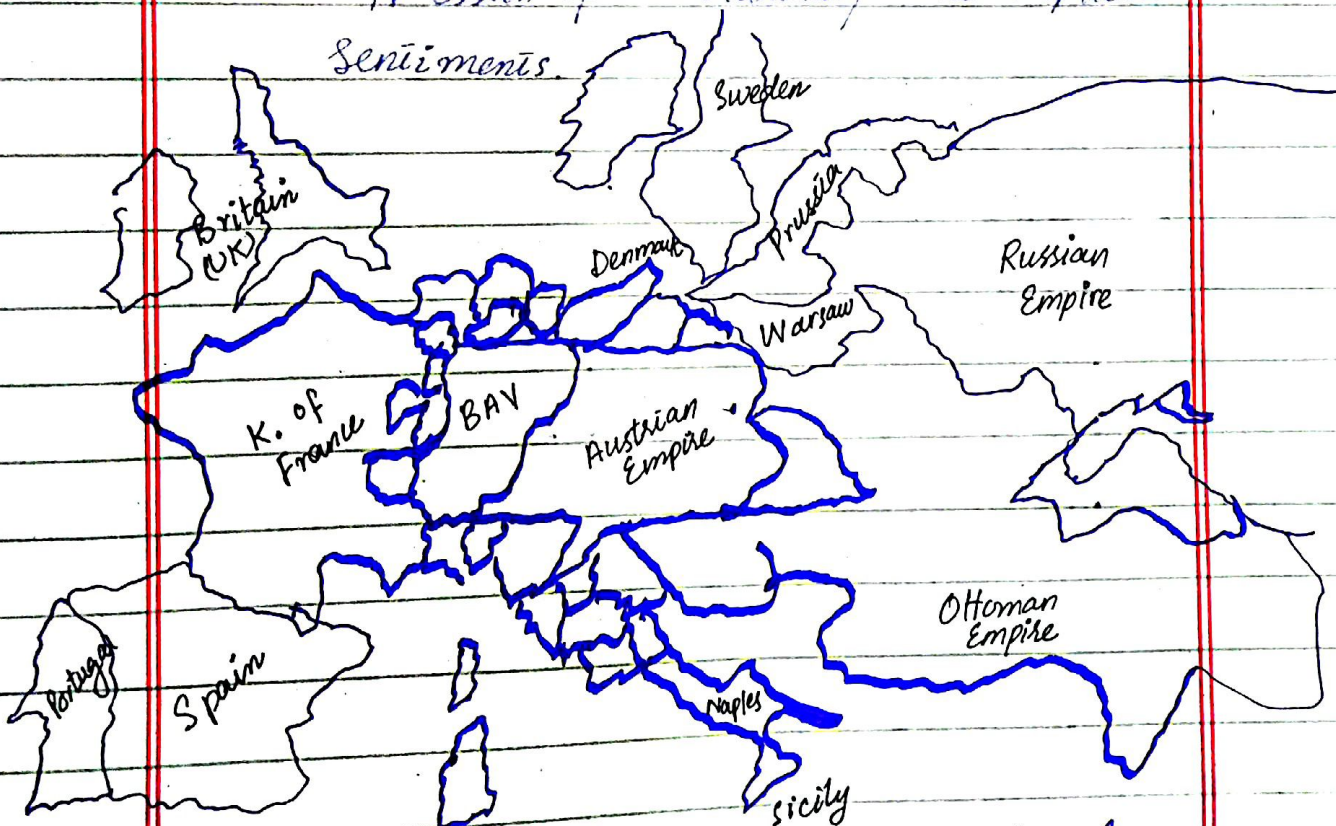 Sentiments.
Sweden
Britain
(UK)
Prussia
Denmark
Russian
Empire
Warsaw
K. of
France
BAV
Austrian
Empire
Ottoman
Empire
Portugal
Spain
Naples
Sicily